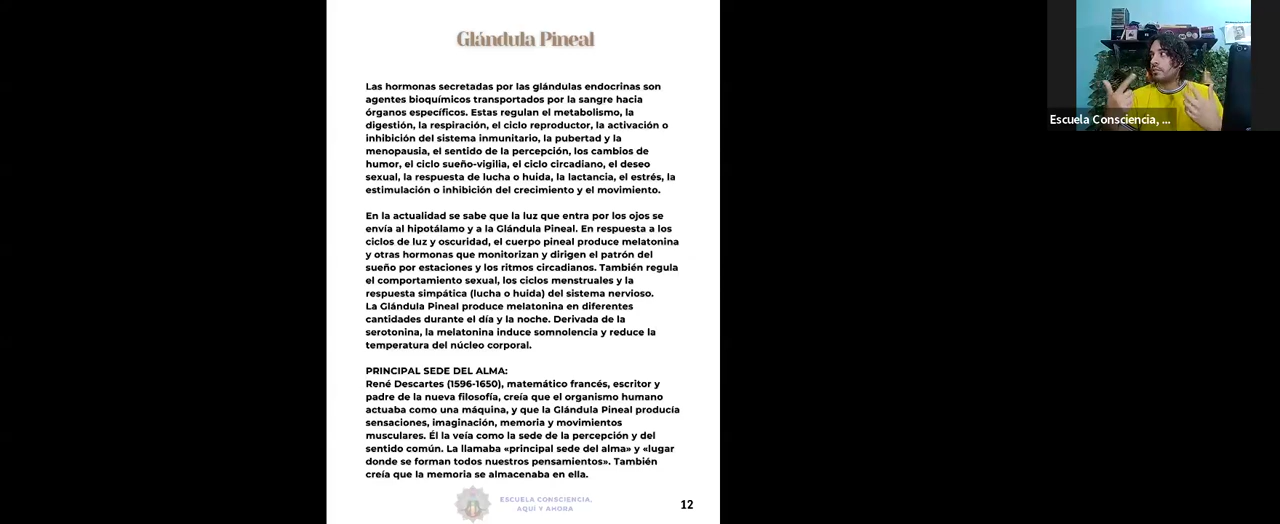 Glándula Pineal
Las hormonas secretadas por las glándulas endocrinas son
agentes bioquímicos transportados por la sangre hacia
órganos específicos. Estas regulan el metabolismo, la
digestión, la respiración, el ciclo reproductor, la activación o
inhibición del sistema inmunitario, la pubertad y la
menopausia, el sentido de la percepción, los cambios de
humor, el ciclo sueño-vigilia, el ciclo circadiano, el deseo
sexual, la respuesta de lucha o huida, la lactancia, el estrés, la
estimulación o inhibición del crecimiento y el movimiento.
En la actualidad se sabe que la luz que entra por los ojos se
envía al hipotálamo y a la Glándula Pineal. En respuesta a los
ciclos de luz y oscuridad, el cuerpo pineal produce melatonina
y otras hormonas que monitorizan y dirigen el patrón del
sueño por estaciones y los ritmos circadianos. También regula
el comportamiento sexual, los ciclos menstruales y la
respuesta simpática (lucha o huida) del sistema nervioso.
La Glándula Pineal produce melatonina en diferentes
cantidades durante el día y la noche. Derivada de la
serotonina, la melatonina induce somnolencia y reduce la
temperatura del núcleo corporal.
PRINCIPAL SEDE DEL ALMA:
René Descartes (1596-1650), matemático francés, escritor y
padre de la nueva filosofía, creía que el organismo humano
actuaba como una máquina, y que la Glándula Pineal producía
sensaciones, imaginación, memoria y movimientos
musculares. Él la veía como la sede de la percepción y del
sentido común. La llamaba «principal sede del alma» y «lugar
donde se forman todos nuestros pensamientos». También
creía que la memoria se almacenaba en ella.
ESCUELA CONSCIENCIA,
AQUÍ Y AHORA
12
Escuela Consciencia, ...